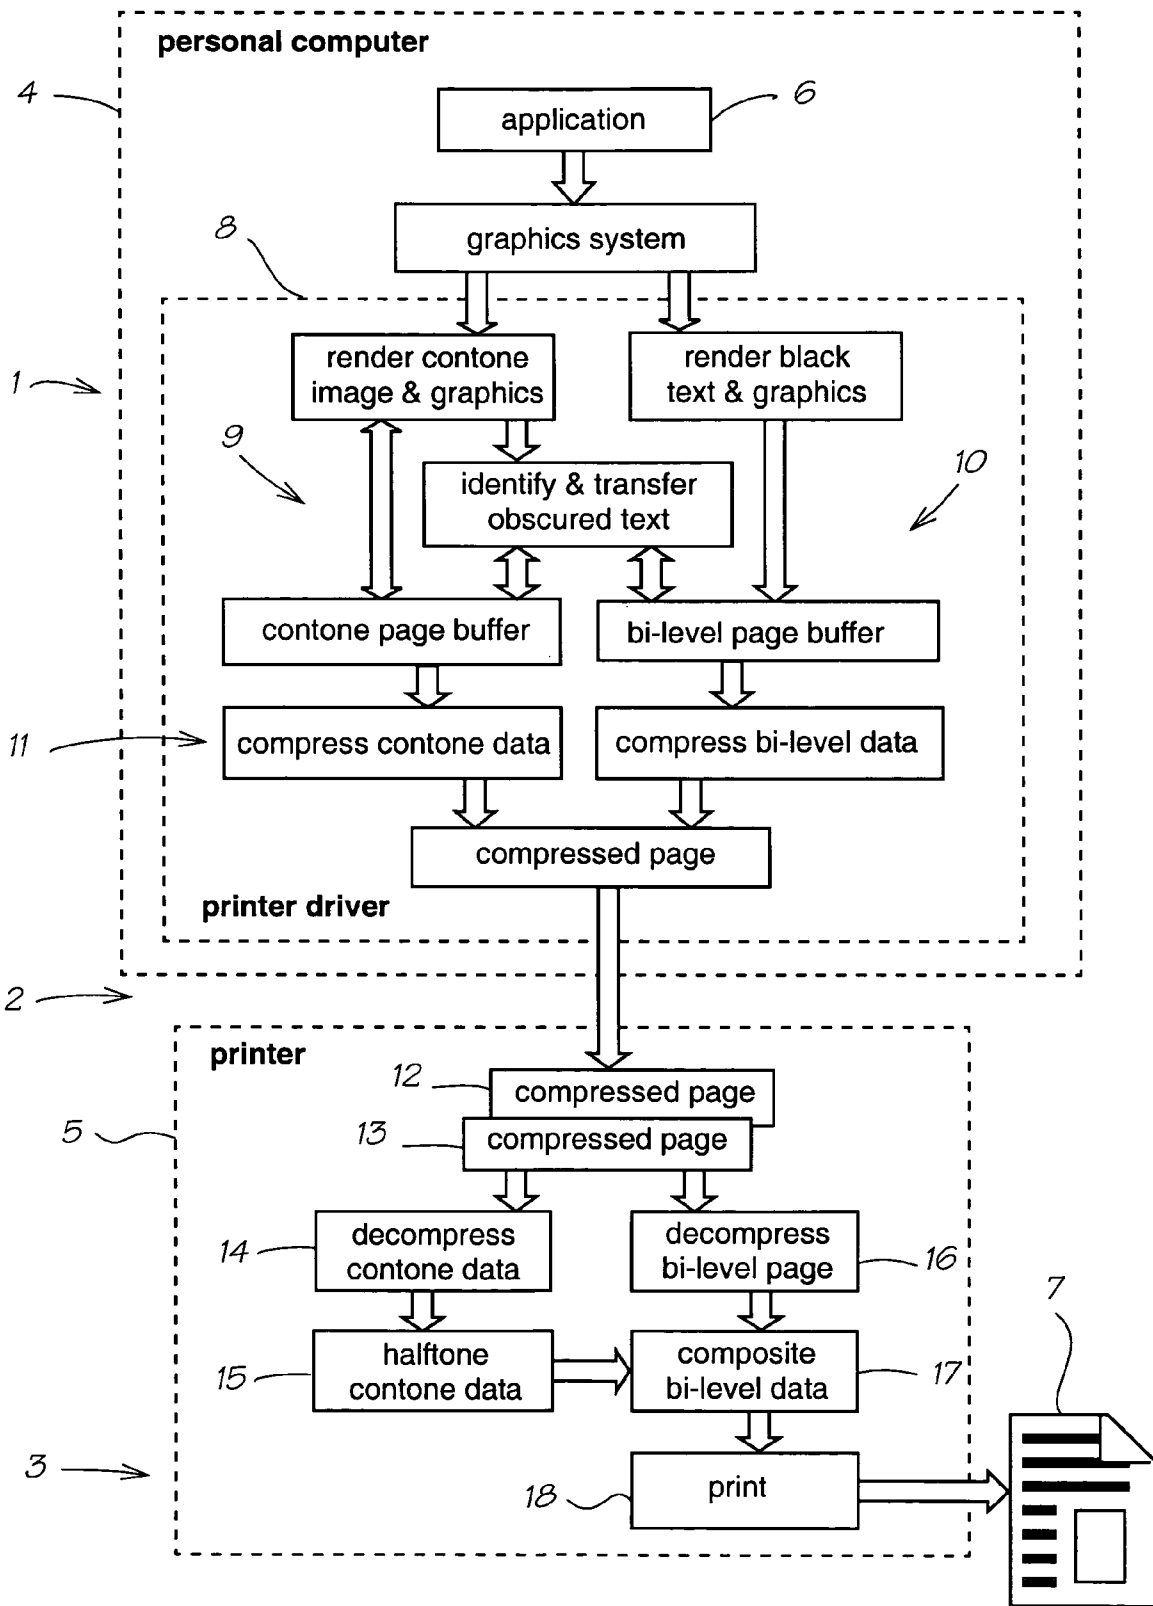 personal computer
4
6
application
8
graphics system
1
render contone
image & graphics
render black
text & graphics
9
10
identify & transfer
obscured text
contone page buffer
bi-level page buffer
11
compress contone data
compress bi-level data
compressed page
printer driver
2
printer
12
compressed page
5
13
compressed page
14
decompress
contone data
decompress
bi-level page
16
7
15
halftone
contone data
composite
bi-level data
17
3
18
print